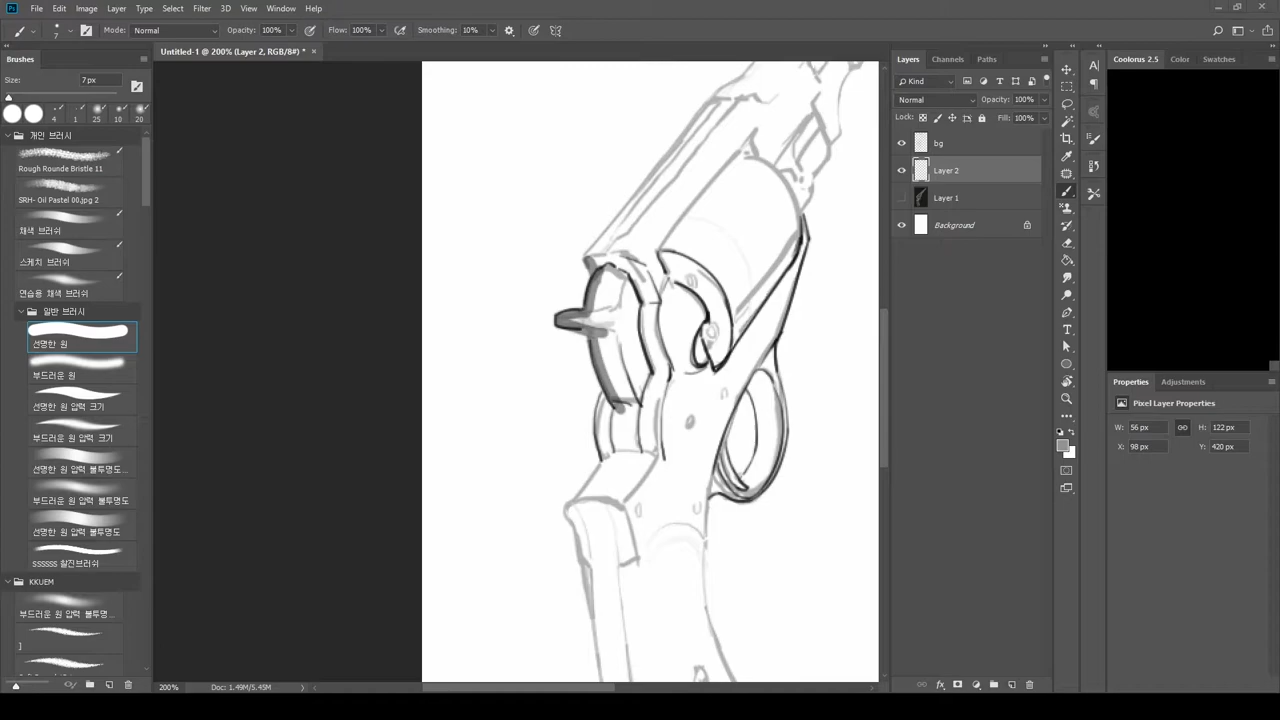 Ps File Edit Image Layer Type Select Filter 3D View Window Help
7 Mode: Normal Opacity: 100% Flow: 100% Smoothing: 10%
Untitled-1 @ 200% (Layer 2, RGB/8#) * ×
Brushes
Size: 7 px
4 1 25 10 20
개인 브러시
Rough Rounde Bristle 11
SRH- Oil Pastel 00.jpg 2
채색 브러쉬
스케치 브러쉬
연습용 채색 브러쉬
일반 브러시
선명한 원
부드러운 원
선명한 원 압력 크기
부드러운 원 압력 크기
선명한 원 압력 불투명도...
부드러운 원 압력 불투명도
선명한 원 압력 불투명도
SSSSSS 찰진브러쉬
KKUEM
부드러운 원 압력 불투명...
]
200% Doc: 1.49M/5.45M
Layers Channels Paths
Kind
Normal Opacity: 100%
Lock: Fill: 100%
bg
Layer 2
Layer 1
Background
Coolorus 2.5 Color Swatches
Properties Adjustments
Pixel Layer Properties
W: 56 px H: 122 px
X: 98 px Y: 420 px